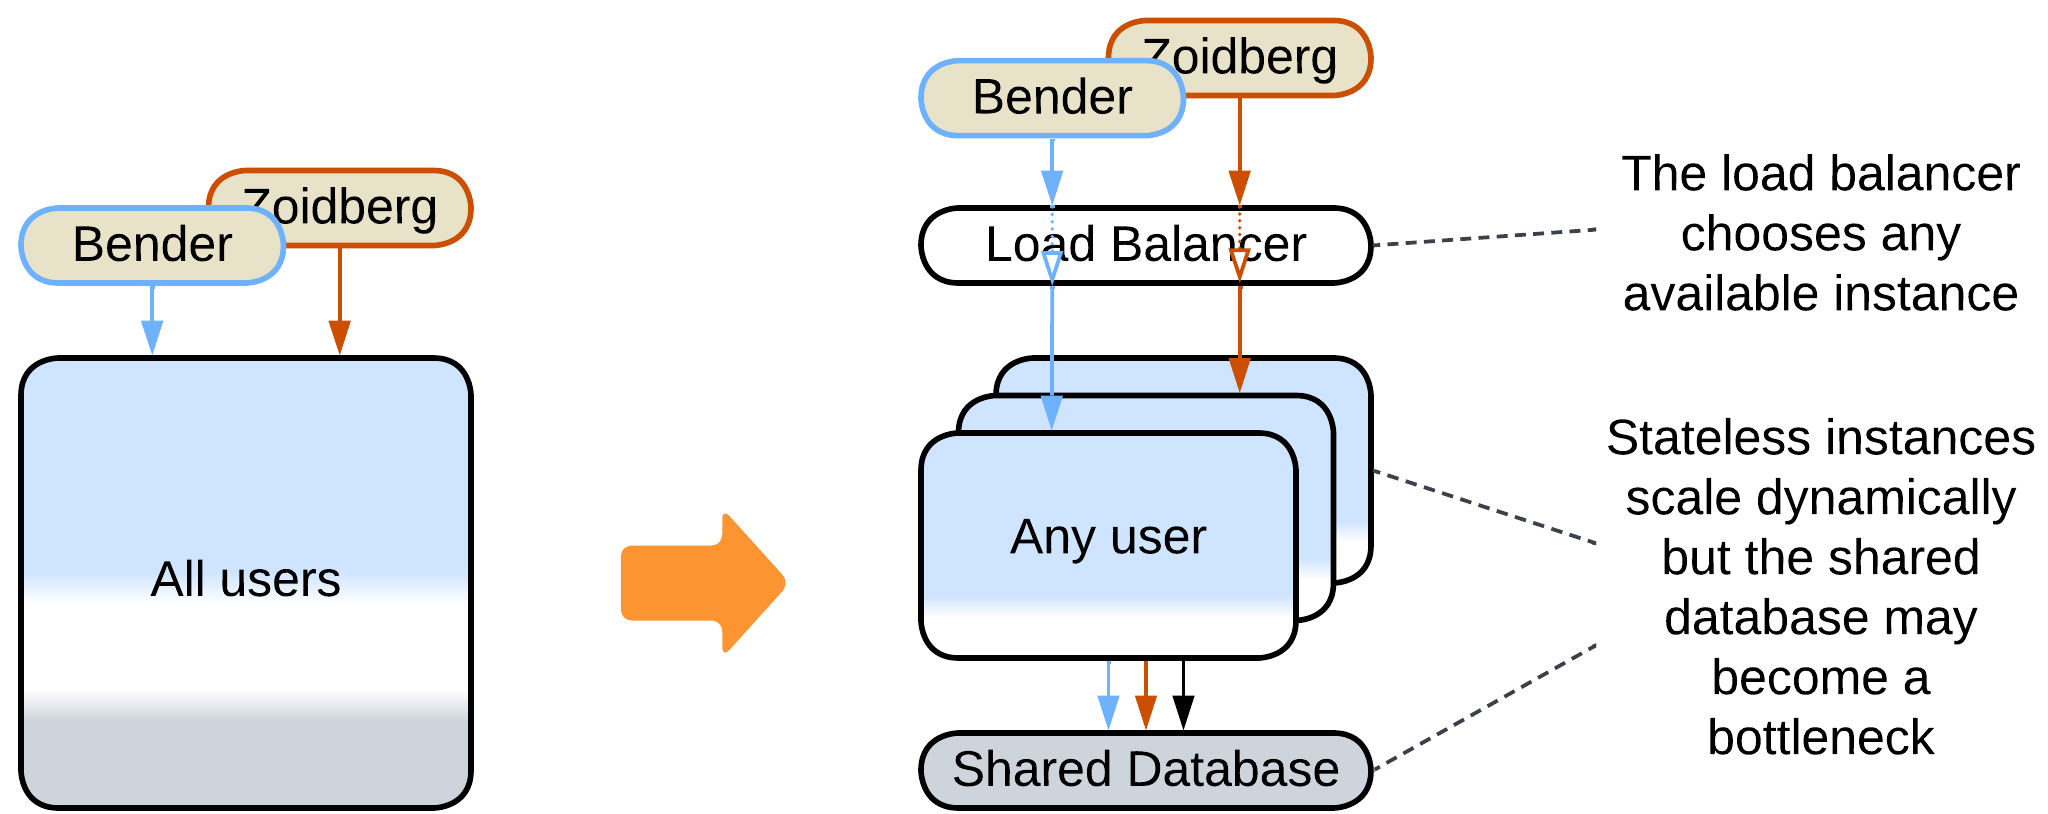 Zoidberg
Bender
All users
Zoidberg
Bender
Load Balancer
Any user
Shared Database
The load balancer
chooses any
available instance
Stateless instances
scale dynamically
but the shared
database may
become a
bottleneck